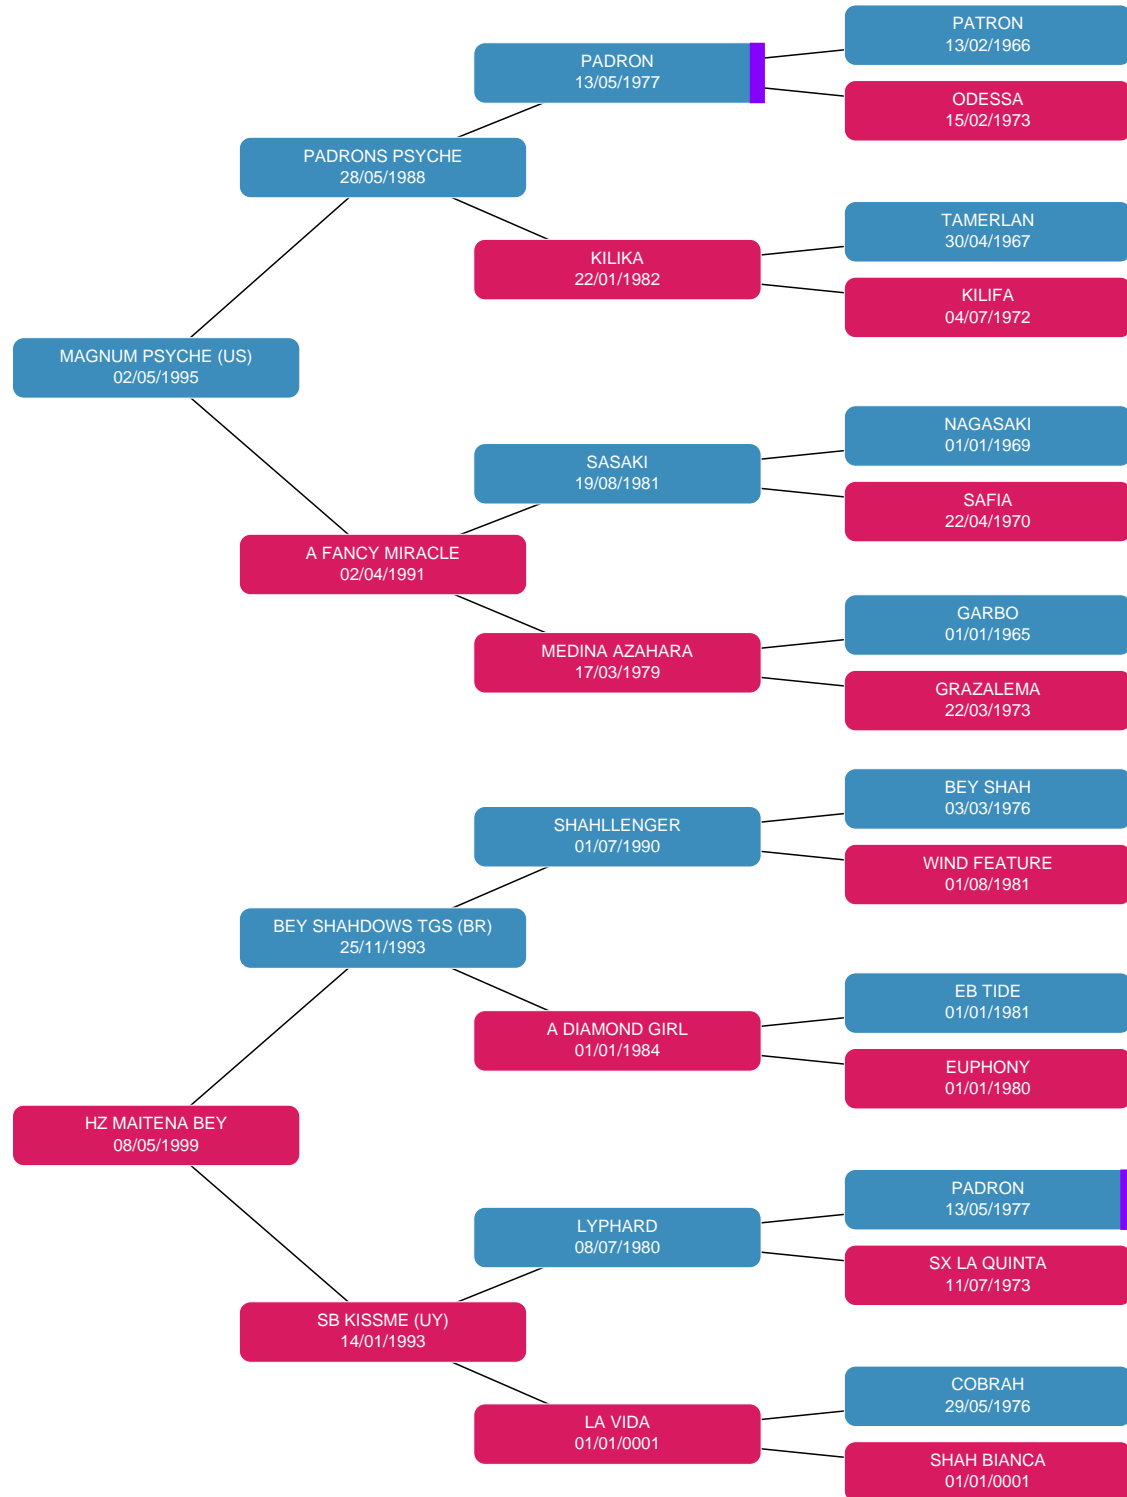 PATRON
13/02/1966
PADRON
13/05/1977
ODESSA
15/02/1973
PADRONS PSYCHE
28/05/1988
TAMERLAN
30/04/1967
KILIKA
22/01/1982
KILIFA
04/07/1972
MAGNUM PSYCHE (US)
02/05/1995
NAGASAKI
01/01/1969
SASAKI
19/08/1981
SAFIA
22/04/1970
A FANCY MIRACLE
02/04/1991
GARBO
01/01/1965
MEDINA AZAHARA
17/03/1979
GRAZALEMA
22/03/1973
BEY SHAH
03/03/1976
SHAHLLENGER
01/07/1990
WIND FEATURE
01/08/1981
BEY SHAHDOWS TGS (BR)
25/11/1993
EB TIDE
01/01/1981
A DIAMOND GIRL
01/01/1984
EUPHONY
01/01/1980
HZ MAITENA BEY
08/05/1999
PADRON
13/05/1977
LYPHARD
08/07/1980
SX LA QUINTA
11/07/1973
SB KISSME (UY)
14/01/1993
COBRAH
29/05/1976
LA VIDA
01/01/0001
SHAH BIANCA
01/01/0001